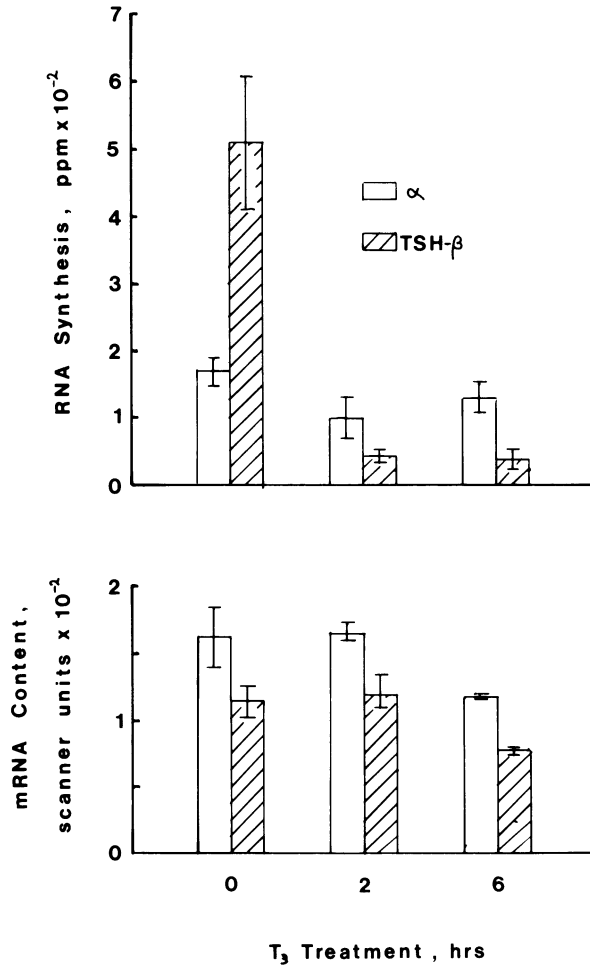 7
6
5
4
3
2
1
0
RNA Synthesis, ppm x 10⁻²
α
TSH-β
2
1
0
mRNA Content,
scanner units x 10⁻²
0 2 6
T₃ Treatment, hrs